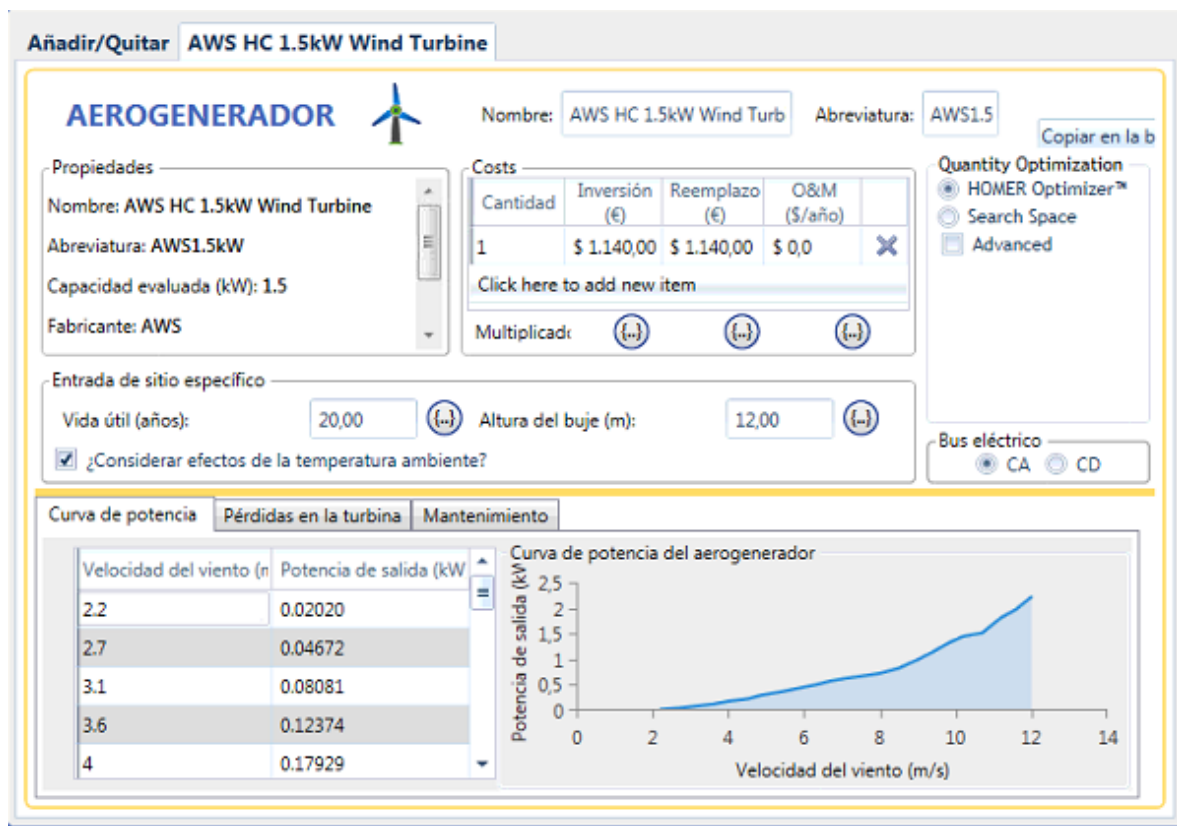 Añadir/Quitar AWS HC 1.5kW Wind Turbine
AEROGENERADOR
Nombre: AWS HC 1.5kW Wind Turb Abreviatura: AWS1.5
Copiar en la b
Propiedades
Nombre: AWS HC 1.5kW Wind Turbine
Abreviatura: AWS1.5kW
Capacidad evaluada (kW): 1.5
Fabricante: AWS
Costs
Cantidad Inversión (€) Reemplazo (€) O&M ($/año)
1 $ 1.140,00 $ 1.140,00 $ 0,0
Click here to add new item
Multiplicad {..} {..} {..}
Quantity Optimization
HOMER Optimizer™
Search Space
Advanced
Entrada de sitio específico
Vida útil (años): 20,00 {..} Altura del buje (m): 12,00 {..}
¿Considerar efectos de la temperatura ambiente?
Bus eléctrico
CA CD
Curva de potencia Pérdidas en la turbina Mantenimiento
Velocidad del viento (m Potencia de salida (kW
2.2 0.02020
2.7 0.04672
3.1 0.08081
3.6 0.12374
4 0.17929
Curva de potencia del aerogenerador
Potencia de salida (kW
2,5
2
1,5
1
0,5
0
0 2 4 6 8 10 12 14
Velocidad del viento (m/s)